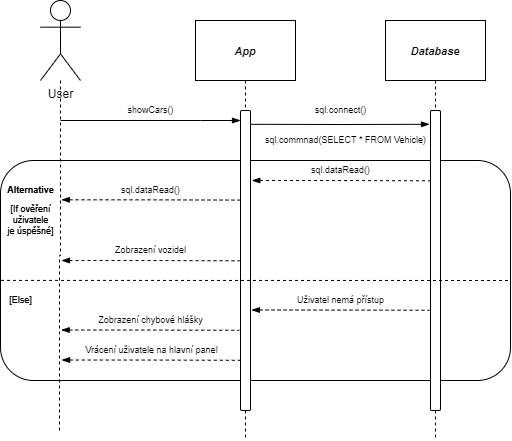 App
Database
User
showCars()
sql.connect()
sql.commnad(SELECT * FROM Vehicle)
sql.dataRead()
Alternative
sql.dataRead()
[If ověření
uživatele
je úspěšné]
Zobrazení vozidel
[Else]
Uživatel nemá přístup
Zobrazení chybové hlášky
Vrácení uživatele na hlavní panel